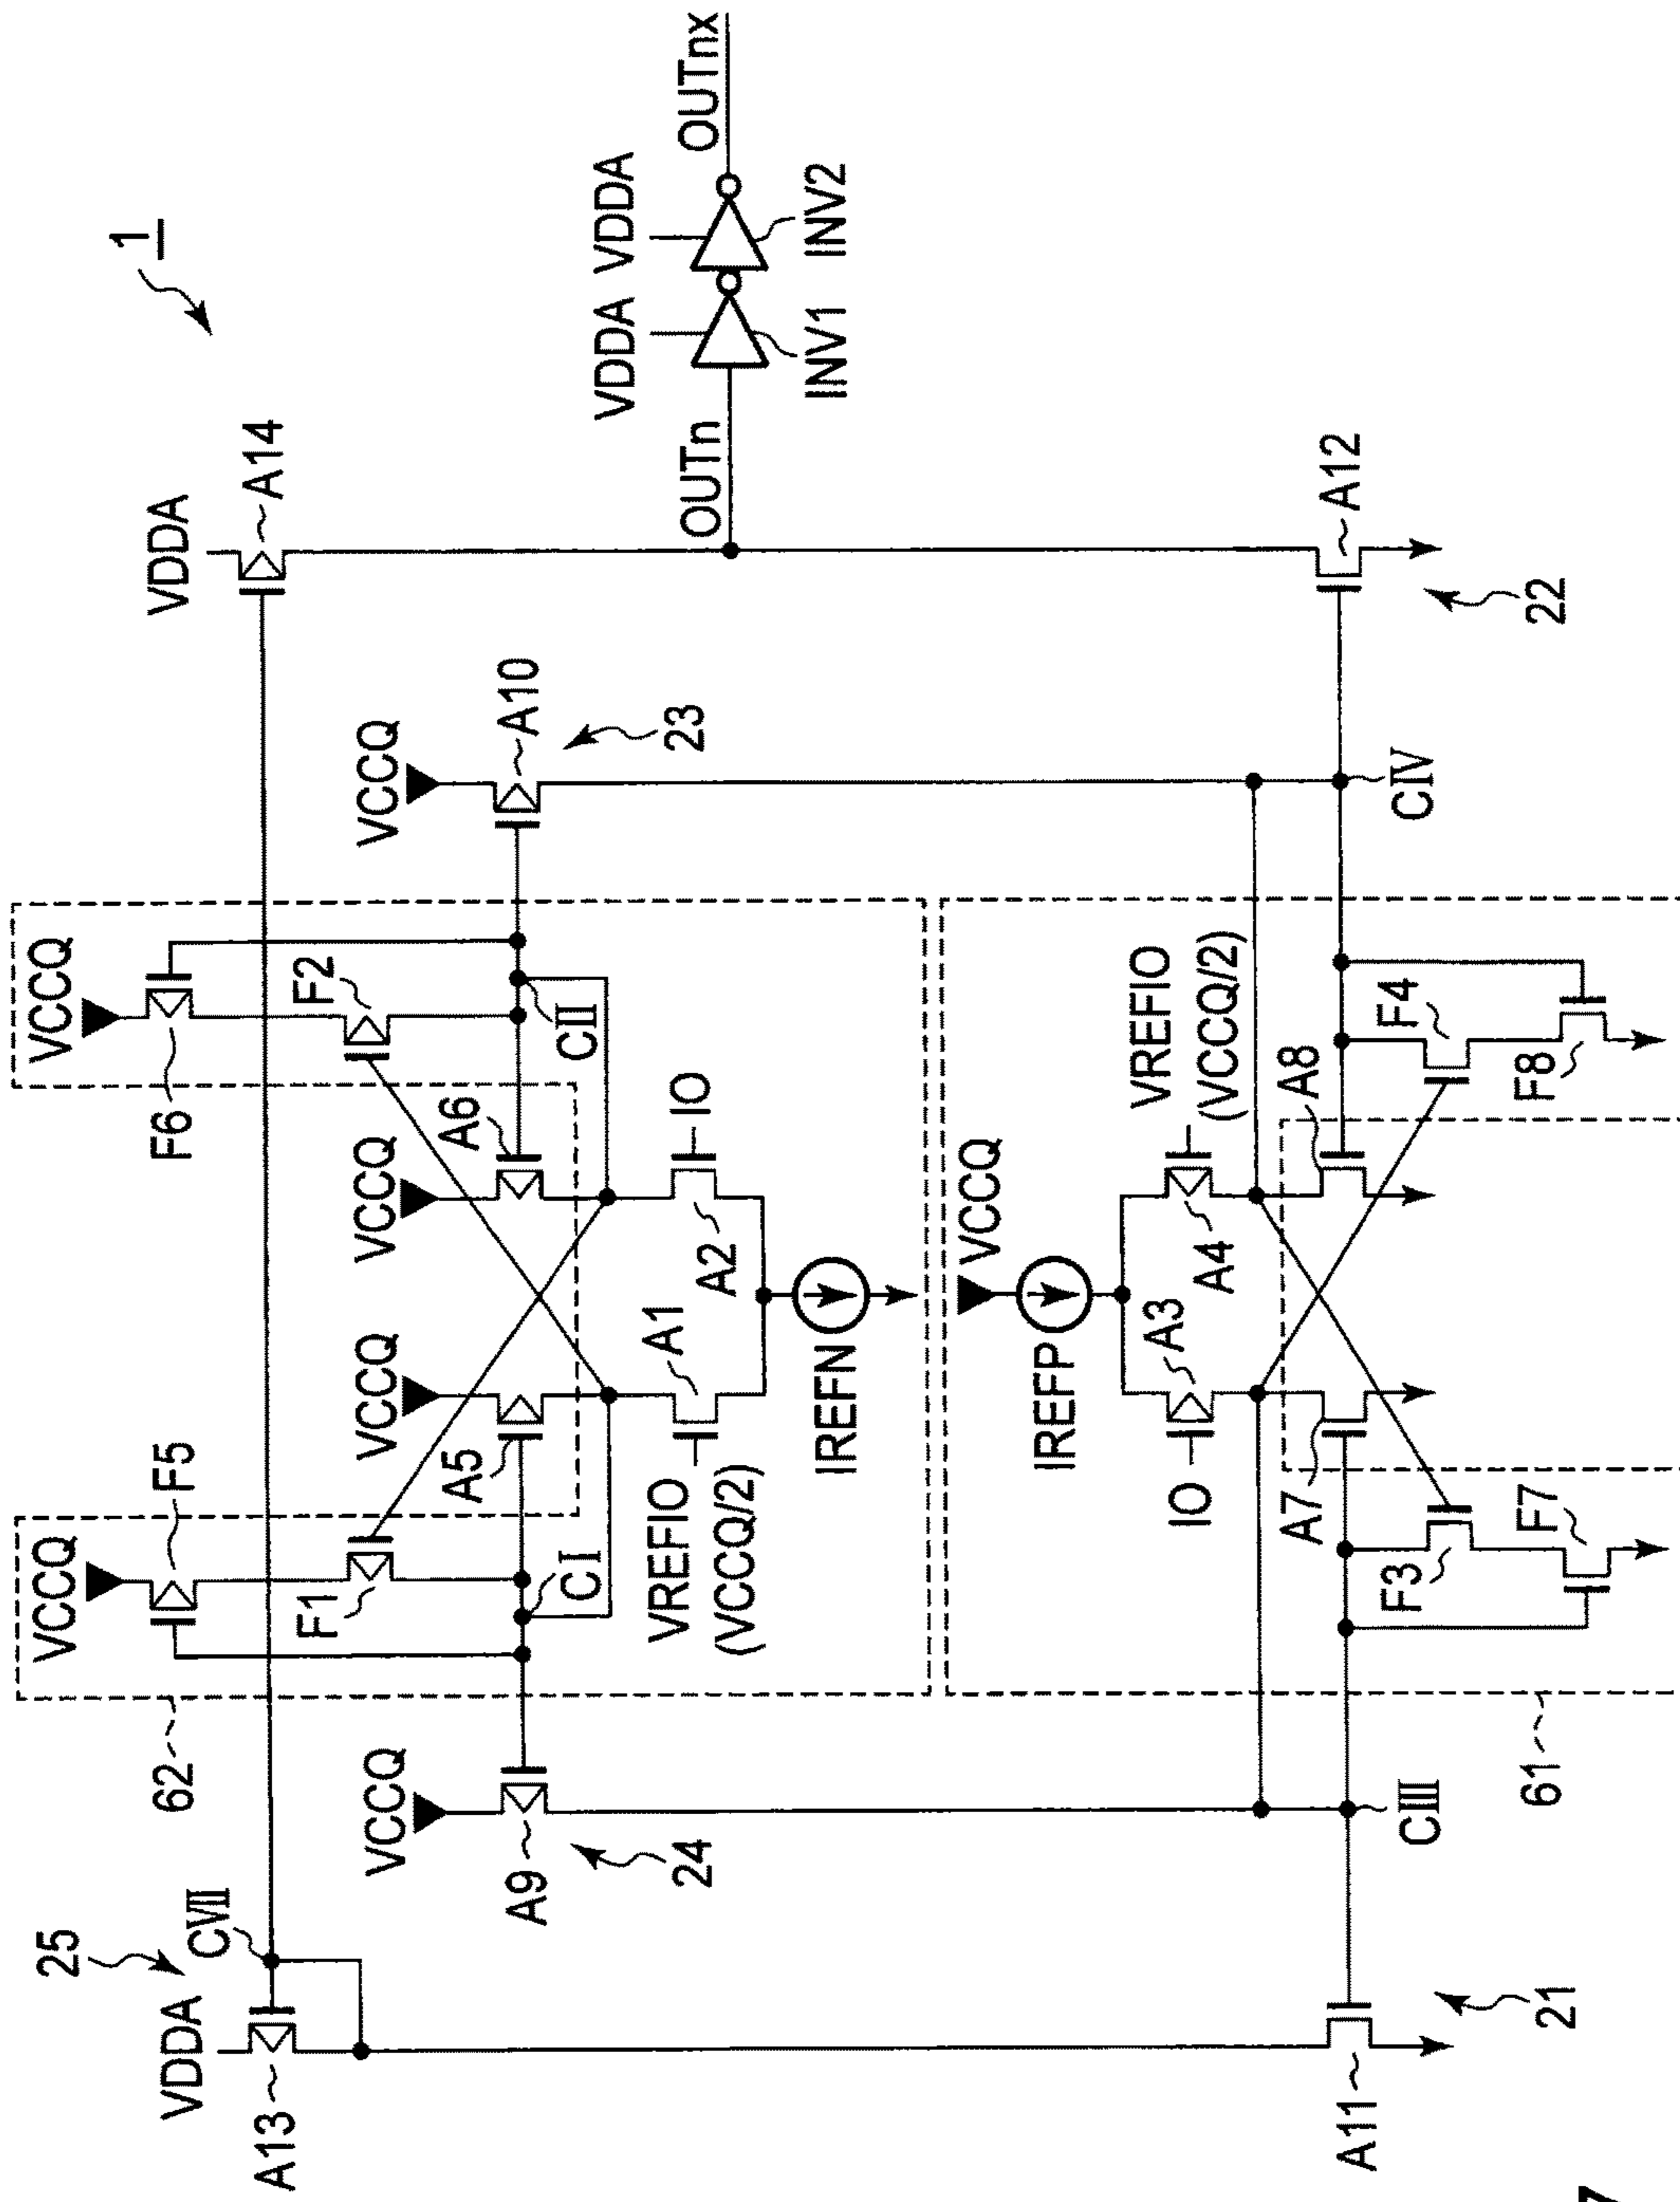 1
VDDA
A14
VDDA
VDDA
OUTnx
OUTn
INV1
INV2
VCCQ
A10
23
A12
22
CIV
VCCQ
F6
F2
CII
VCCQ
A6
A2
IO
VCCQ
A5
A1
VREFIO
(VCCQ/2)
IREFN
VCCQ
F5
F1
CI
62
VCCQ
A9
24
25
CVII
VDDA
A13
VCCQ
IREFP
VREFIO
(VCCQ/2)
A4
A3
IO
A8
A7
F4
F8
F3
F7
61
CIII
A11
21
7